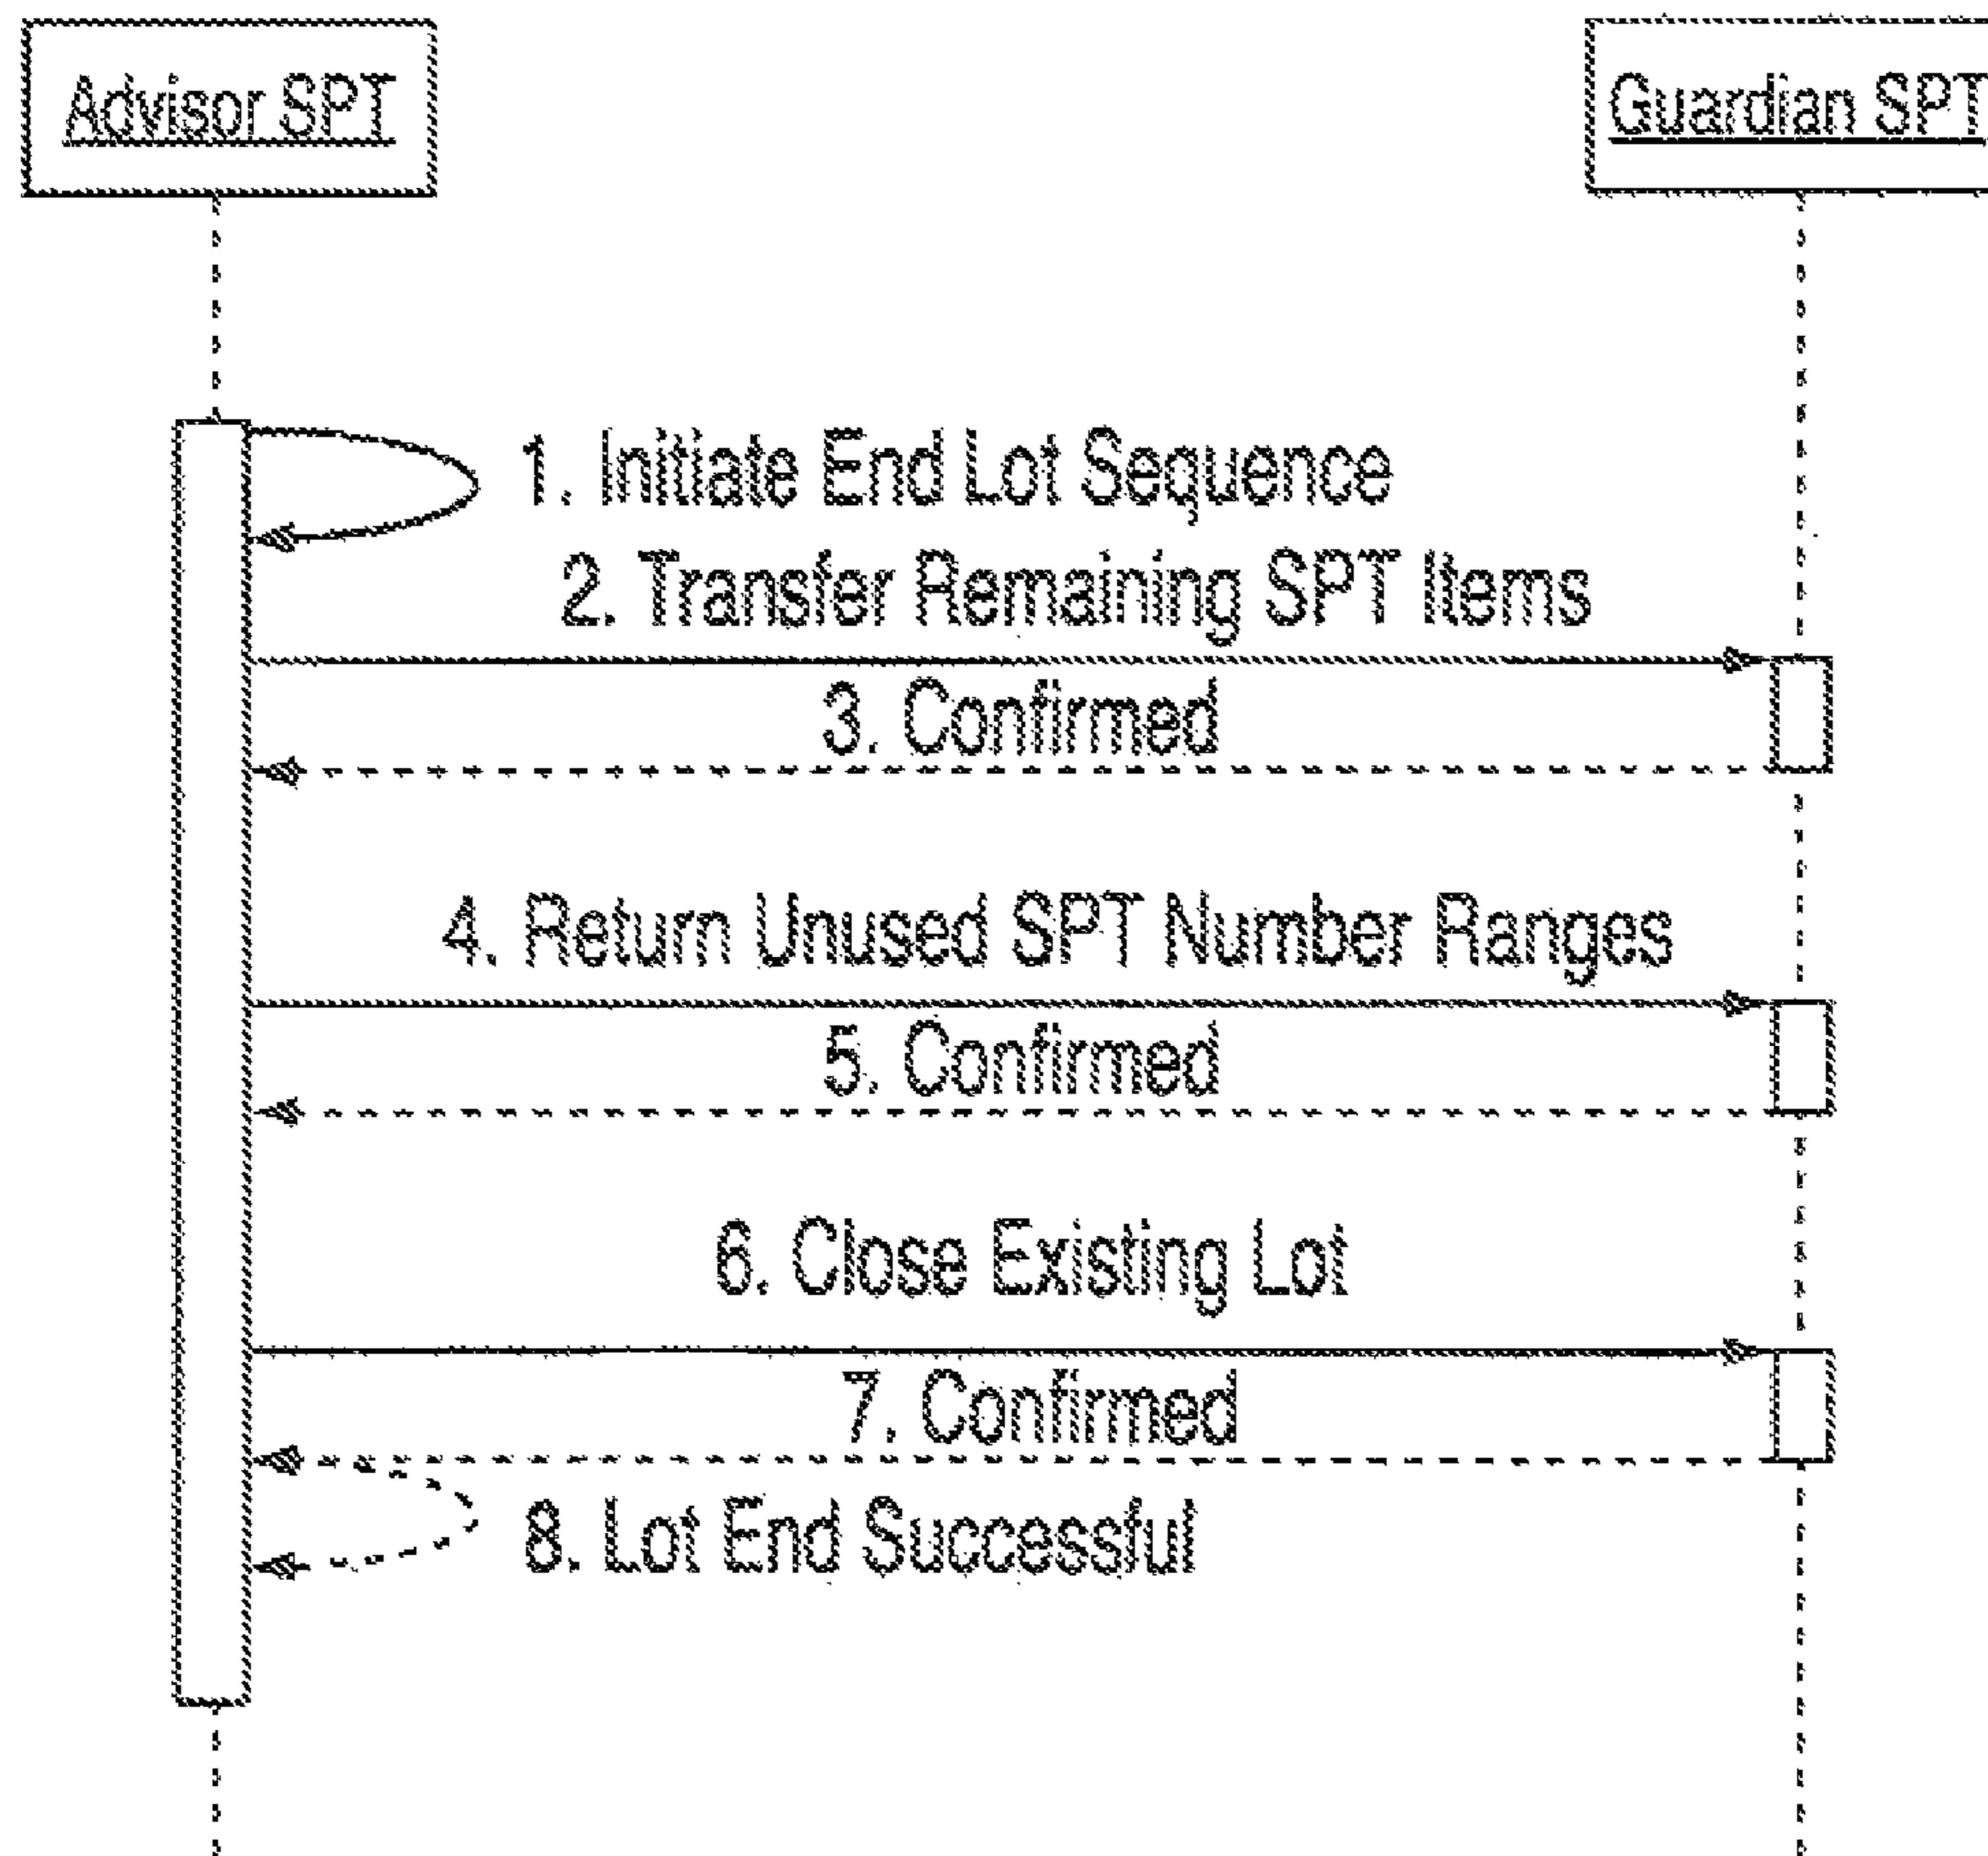 Advisor SPT
Guardian SPT
1. Initiate End Lot Sequence
2. Transfer Remaining SPT Items
3. Confirmed
4. Return Unused SPT Number Ranges
5. Confirmed
6. Close Existing Lot
7. Confirmed
8. Lot End Successful